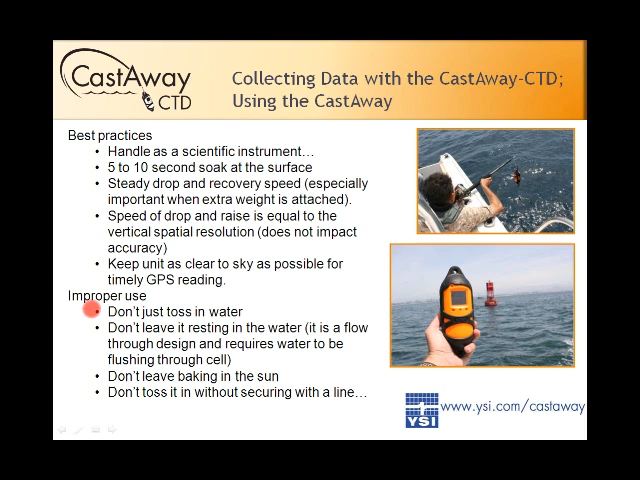 CastAway
CTD
Collecting Data with the CastAway-CTD;
Using the CastAway
Best practices
• Handle as a scientific instrument…
• 5 to 10 second soak at the surface
• Steady drop and recovery speed (especially
important when extra weight is attached).
• Speed of drop and raise is equal to the
vertical spatial resolution (does not impact
accuracy)
• Keep unit as clear to sky as possible for
timely GPS reading.
Improper use
• Don't just toss in water
• Don't leave it resting in the water (it is a flow
through design and requires water to be
flushing through cell)
• Don't leave baking in the sun
• Don't toss it in without securing with a line…
YSI
www.ysi.com/castaway